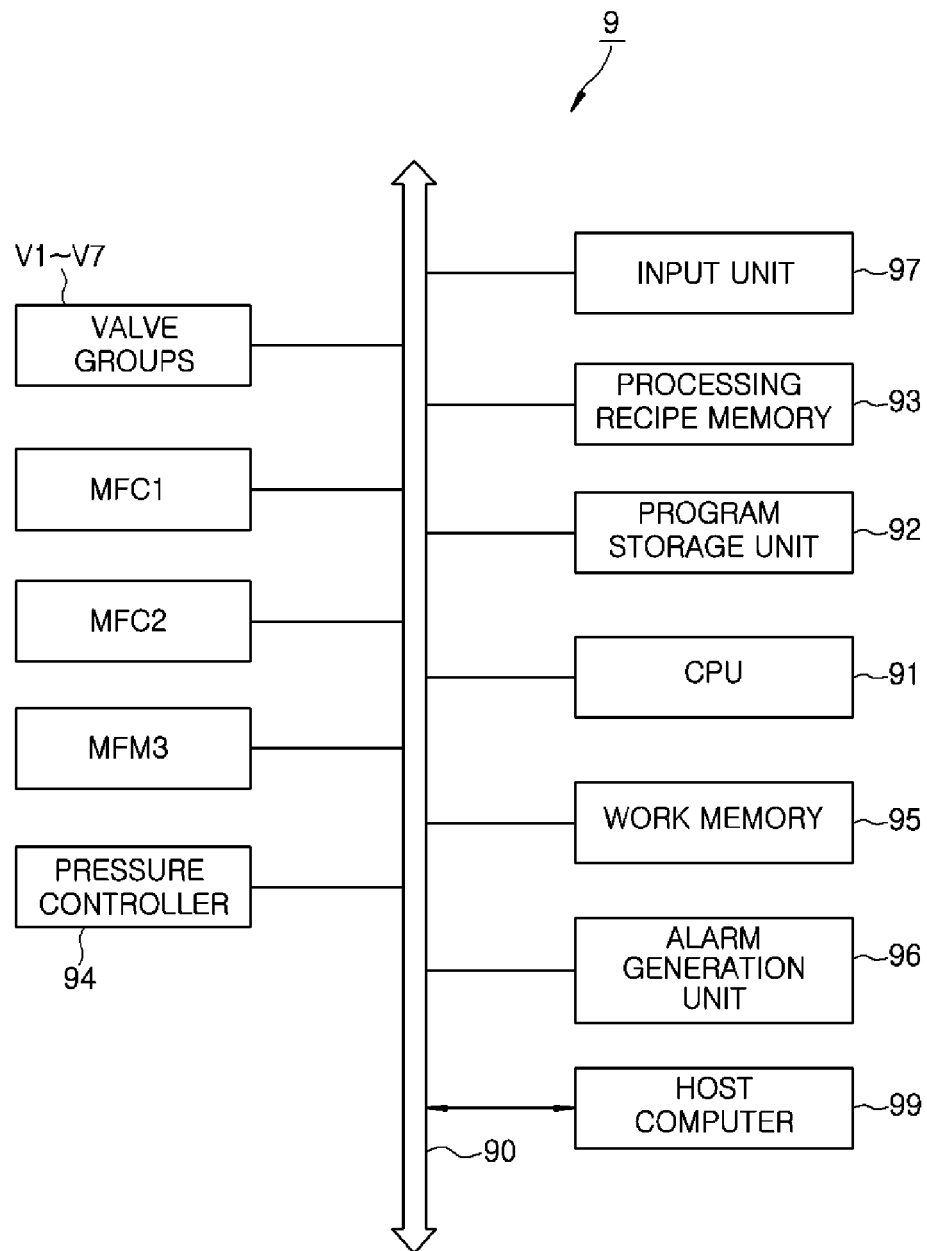 9
V1~V7
VALVE
GROUPS
MFC1
MFC2
MFM3
PRESSURE
CONTROLLER
94
INPUT UNIT
97
PROCESSING
RECIPE MEMORY
93
PROGRAM
STORAGE UNIT
92
CPU
91
WORK MEMORY
95
ALARM
GENERATION
UNIT
96
HOST
COMPUTER
99
90